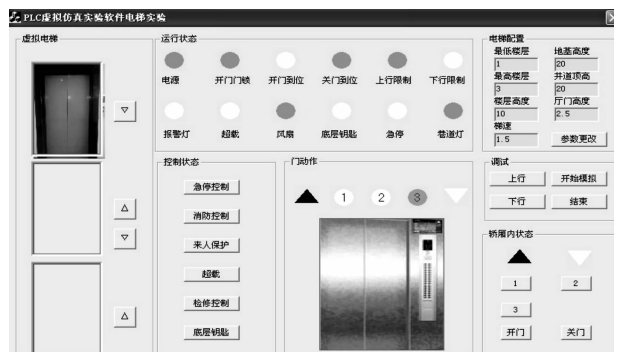 PLC虚拟仿真实验软件电梯实验
虚拟电梯
运行状态
电源 开门门锁 开门到位 关门到位 上行限制 下行限制
报警灯 超载 风扇 底层钥匙 急停 巷道灯
控制状态
急停控制
消防控制
来人保护
超载
检修控制
底层钥匙
门动作
1 2 3
电梯配置
最低楼层 地基高度
1 20
最高楼层 井道顶高
3 20
楼层高度 厅门高度
10 2.5
梯速
1.5 参数更改
调试
上行 开始模拟
下行 结束
轿厢内状态
1 2
3
开门 关门